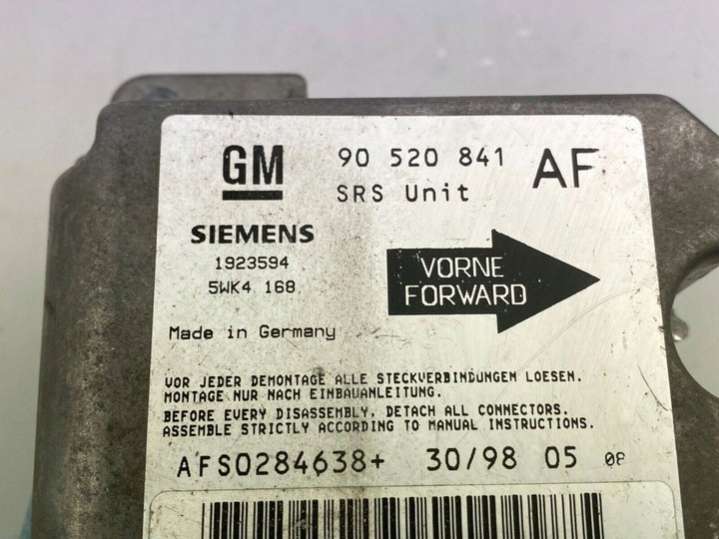 GM 90 520 841 AF
SRS Unit
SIEMENS
1923594
5WK4 168
VORNE
FORWARD
Made in Germany
VOR JEDER DEMONTAGE ALLE STECKVERBINDUNGEN LOESEN.
MONTAGE NUR NACH EINBAUANLEITUNG.
BEFORE EVERY DISASSEMBLY, DETACH ALL CONNECTORS.
ASSEMBLE STRICTLY ACCORDING TO MANUAL INSTRUCTIONS.
AFS0284638+ 30/98 05